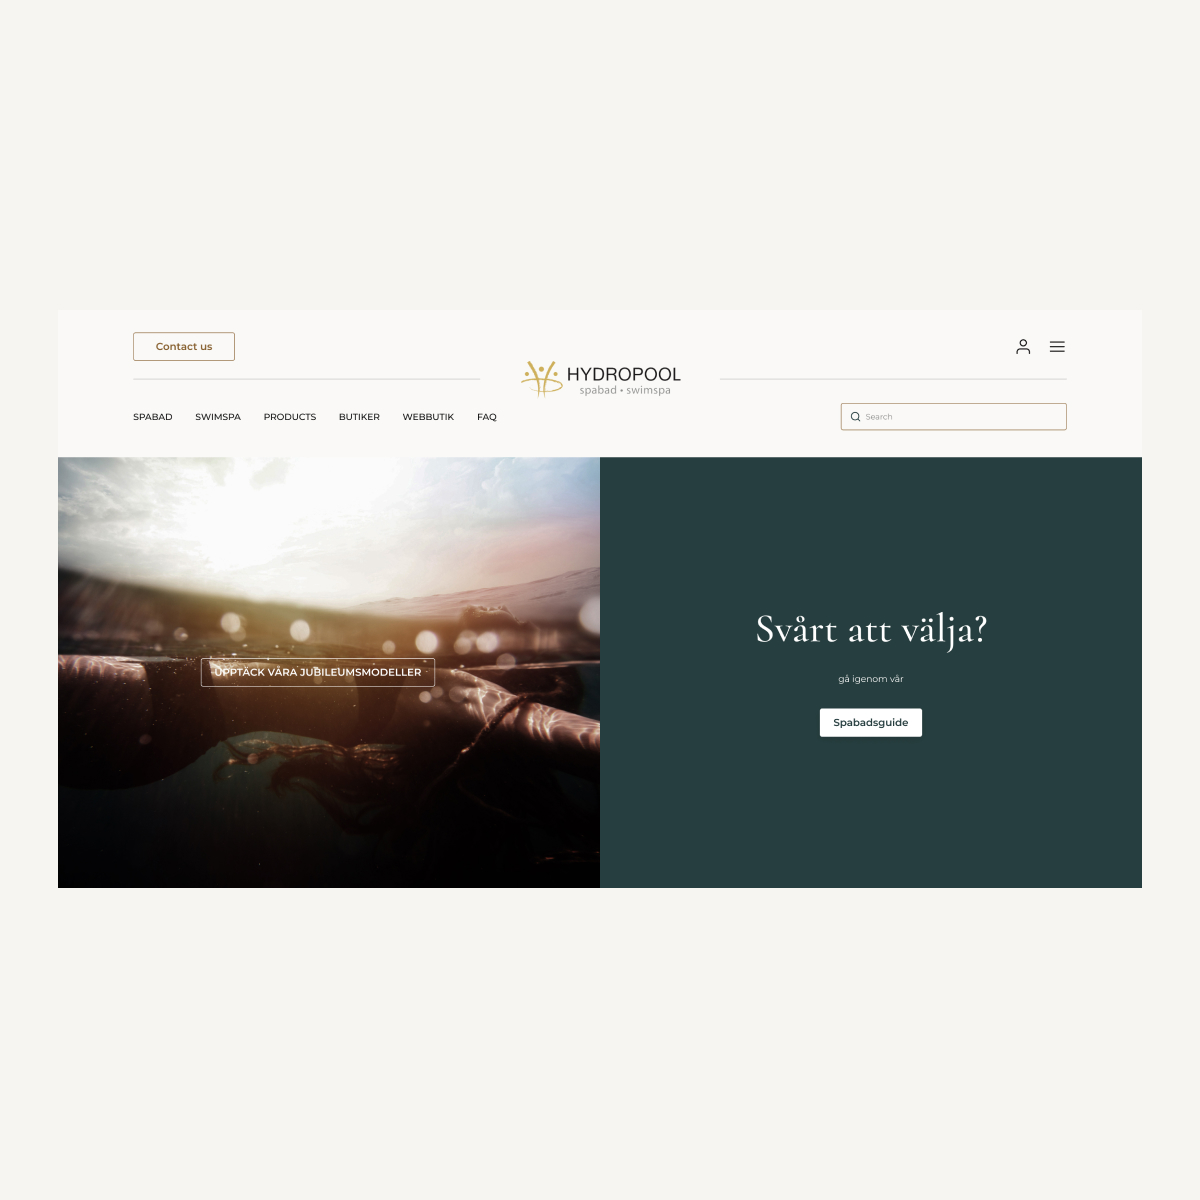 Contact us
HYDROPOOL
spabad • swimspa
SPABAD SWIMSPA PRODUCTS BUTIKER WEBBUTIK FAQ
Search
UPPTÄCK VÅRA JUBILEUMSMODELLER
Svårt att välja?
gå igenom vår
Spabadsguide